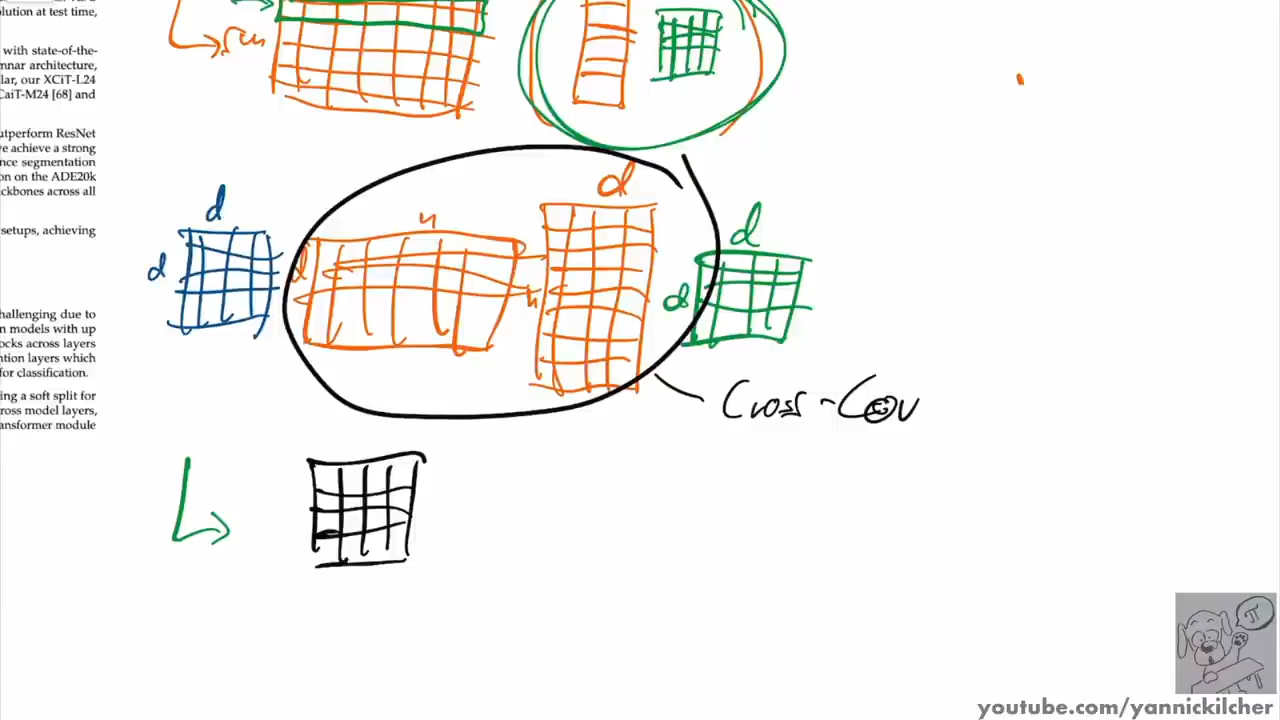 olution at test time,
with state-of-the-
mnar architecture,
lar, our XCiT-L24
CaiT-M24 [68] and
utperform ResNet
ve achieve a strong
nce segmentation
on on the ADE20k
ckbones across all
setups, achieving
hallenging due to
n models with up
ocks across layers
ntion layers which
for classification.
ing a soft split for
ross model layers,
ansformer module
d
d
n
d
n
d
d
d
Cross-Cov
π
youtube.com/yannickilcher